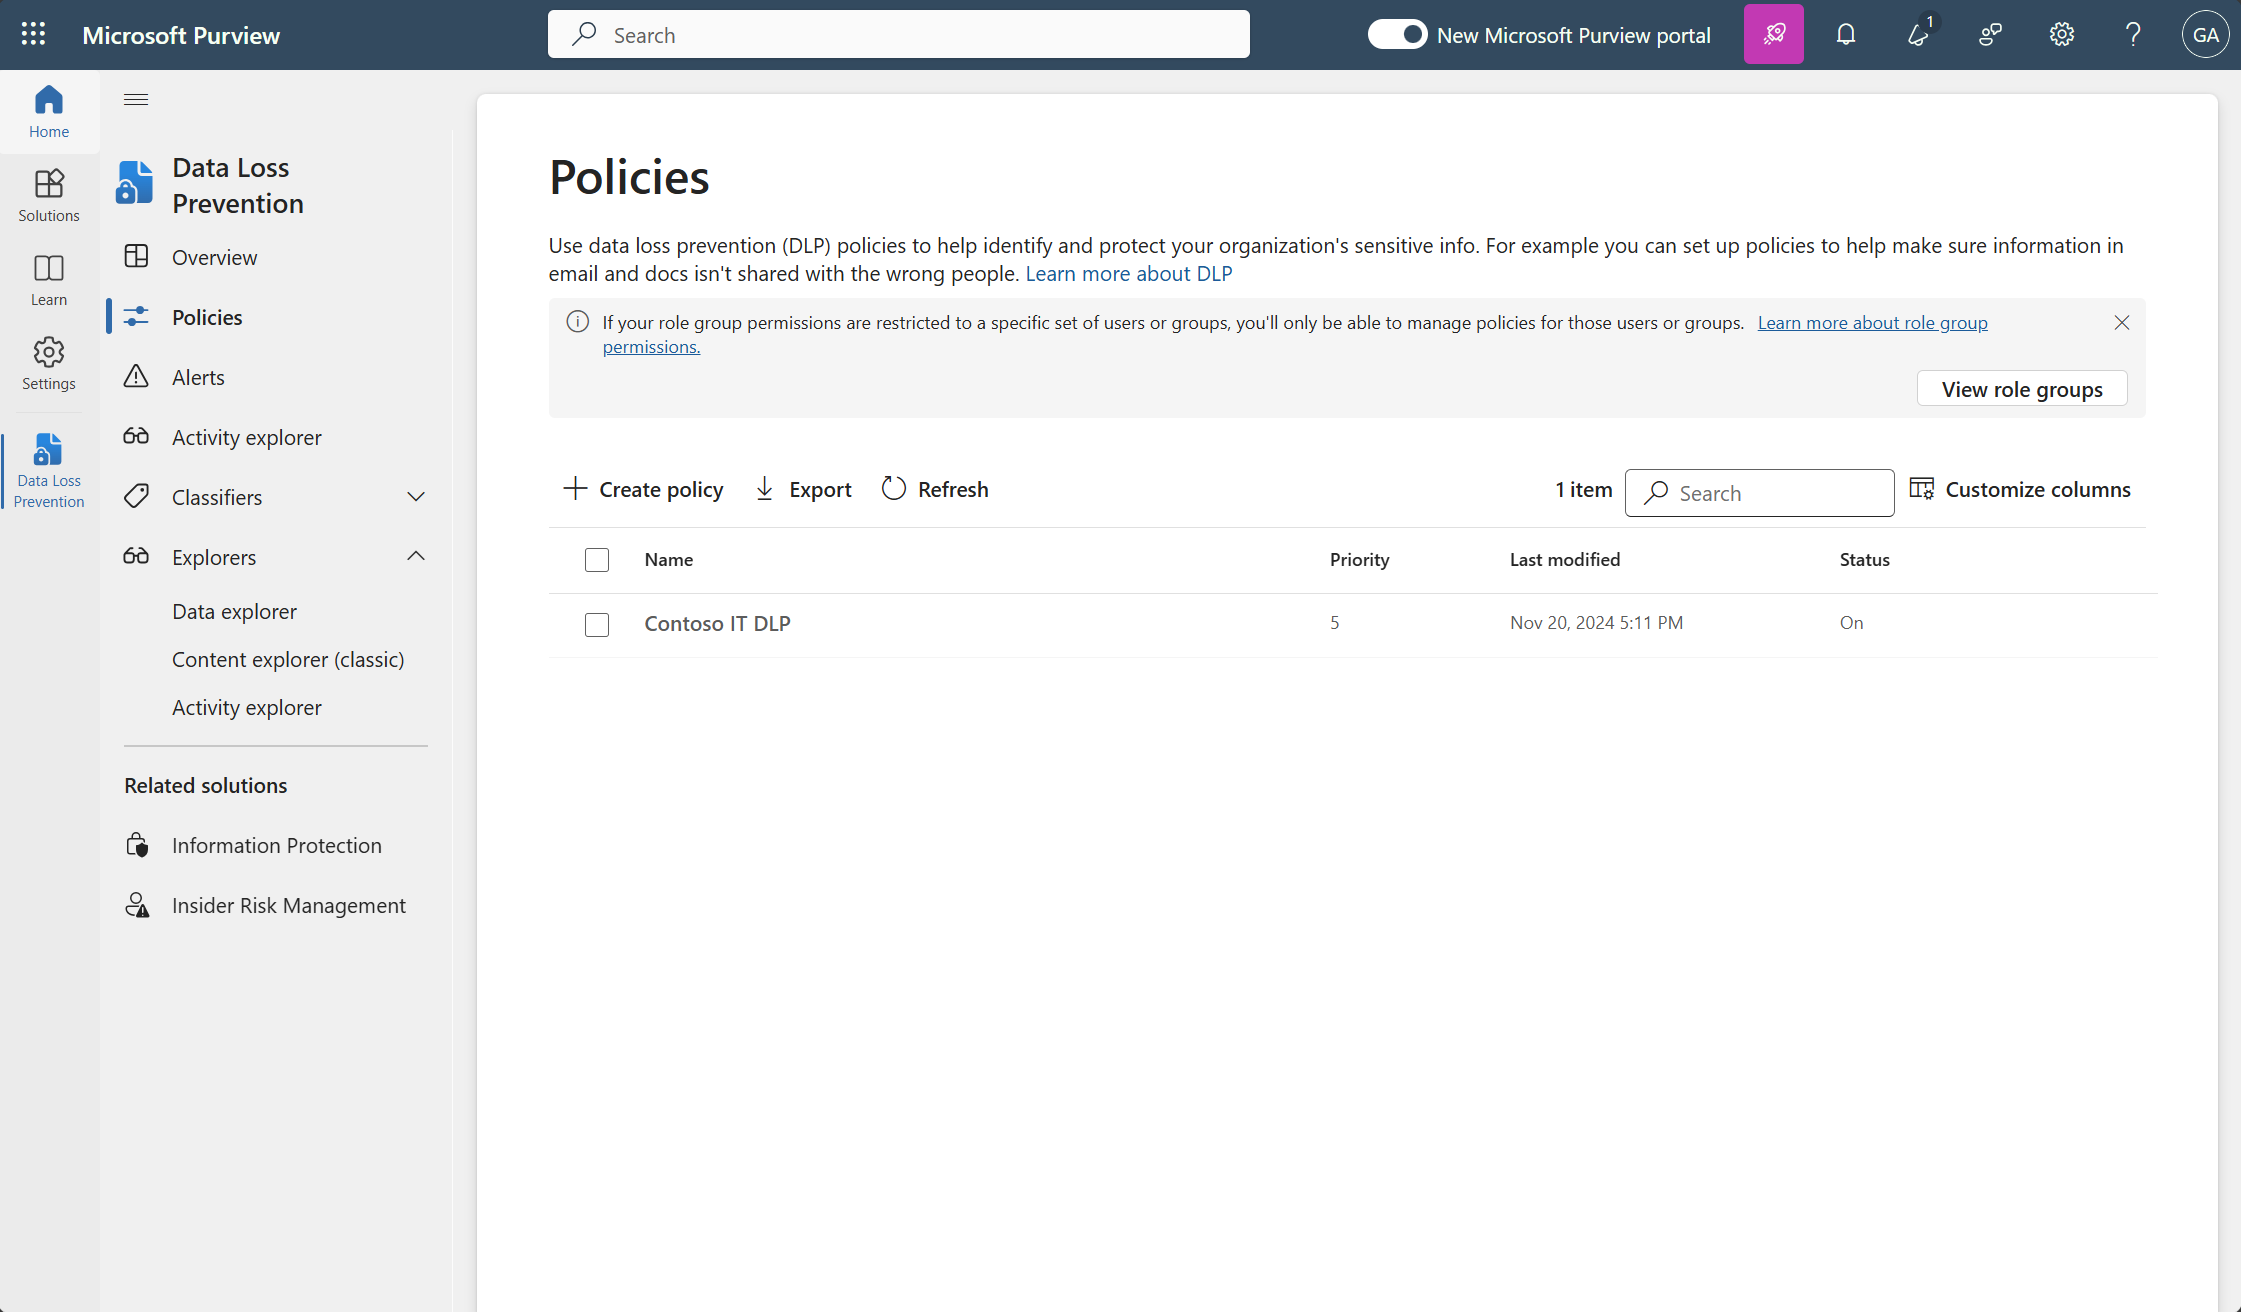 Microsoft Purview
Search
New Microsoft Purview portal
1
GA
Home
Solutions
Learn
Settings
Data Loss
Prevention
Data Loss
Prevention
Overview
Policies
Alerts
Activity explorer
Classifiers
Explorers
Data explorer
Content explorer (classic)
Activity explorer
Related solutions
Information Protection
Insider Risk Management
Policies
Use data loss prevention (DLP) policies to help identify and protect your organization's sensitive info. For example you can set up policies to help make sure information in
email and docs isn't shared with the wrong people. Learn more about DLP
If your role group permissions are restricted to a specific set of users or groups, you'll only be able to manage policies for those users or groups. Learn more about role group
permissions.
View role groups
Create policy Export Refresh 1 item Search Customize columns
Name Priority Last modified Status
Contoso IT DLP 5 Nov 20, 2024 5:11 PM On